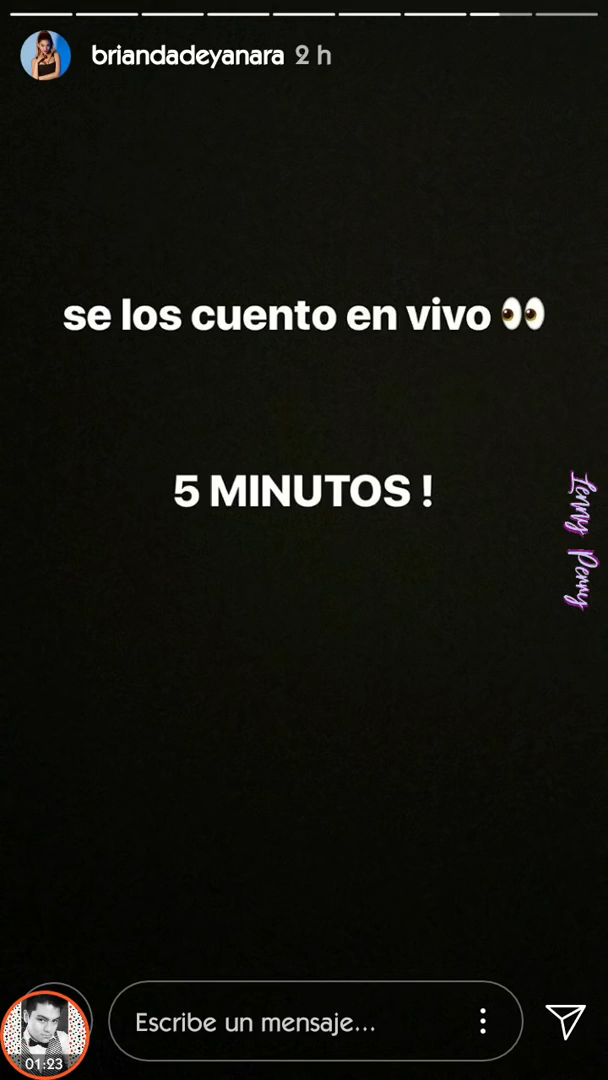 briandadeyanara 2 h
se los cuento en vivo 👀
5 MINUTOS !
Lenny Penny
Escribe un mensaje...
01:23